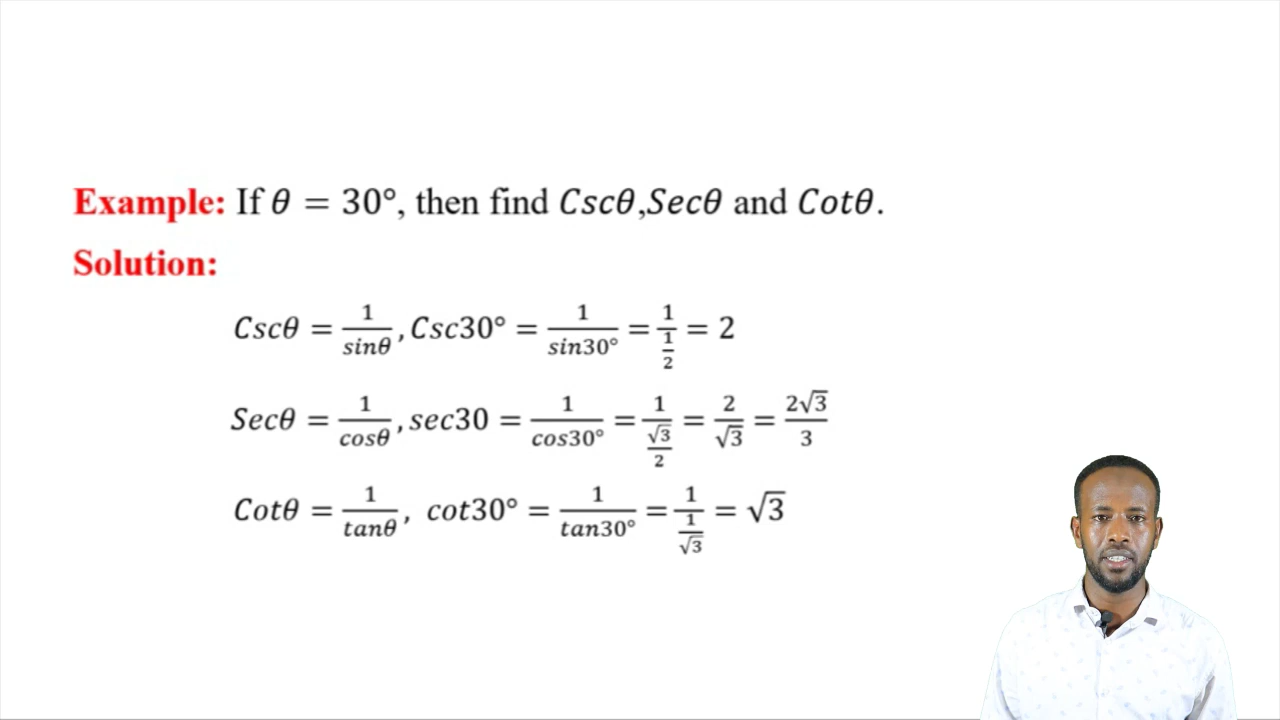 Example: If θ = 30°, then find Cscθ,Secθ and Cotθ.
Solution:
Cscθ = 1/sinθ , Csc30° = 1/sin30° = 1/(1/2) = 2
Secθ = 1/cosθ , sec30 = 1/cos30° = 1/(√3/2) = 2/√3 = 2√3/3
Cotθ = 1/tanθ , cot30° = 1/tan30° = 1/(1/√3) = √3